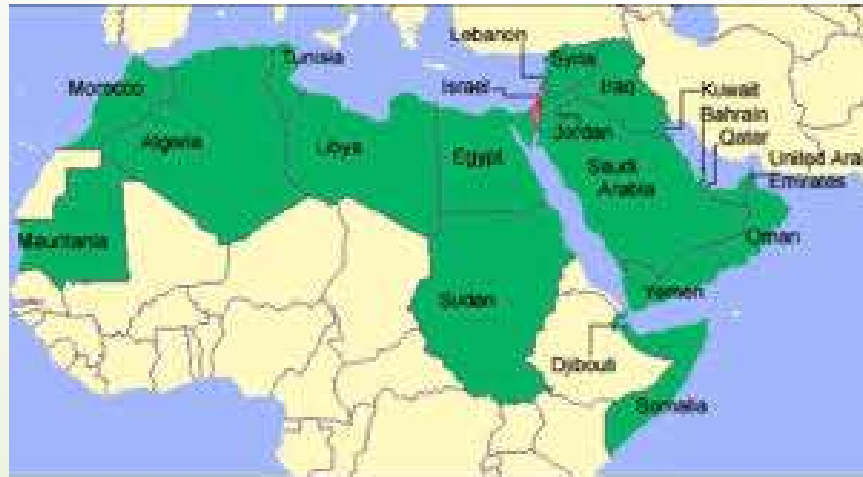 Lebanon
Syria
Tunisia
Morocco
Israel
Iraq
Kuwait
Bahrain
Algeria
Libya
Jordan
Qatar
Egypt
United Ara
Saudi
Arabia
Emirates
Mauritania
Oman
Sudan
Yemen
Djibouti
Somalia